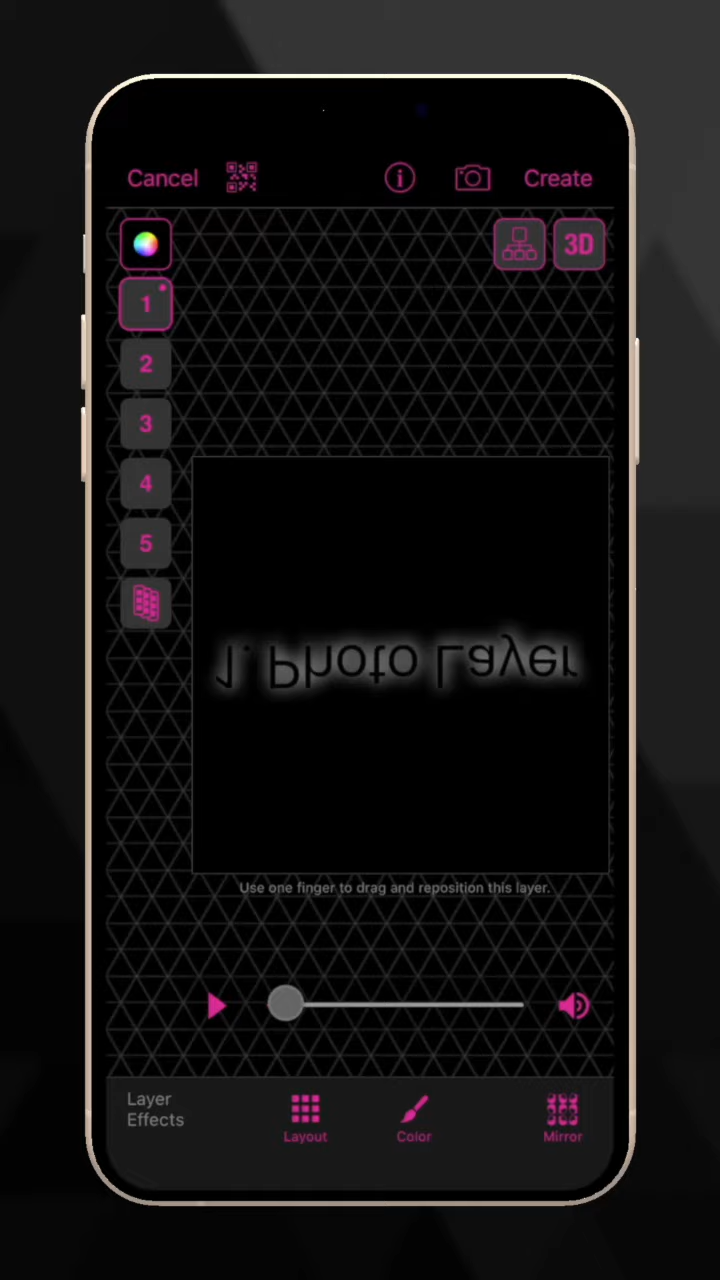 Cancel
Create
3D
1
2
3
4
5
1. Photo Layer
Use one finger to drag and reposition this layer.
Layer
Effects
Layout
Color
Mirror